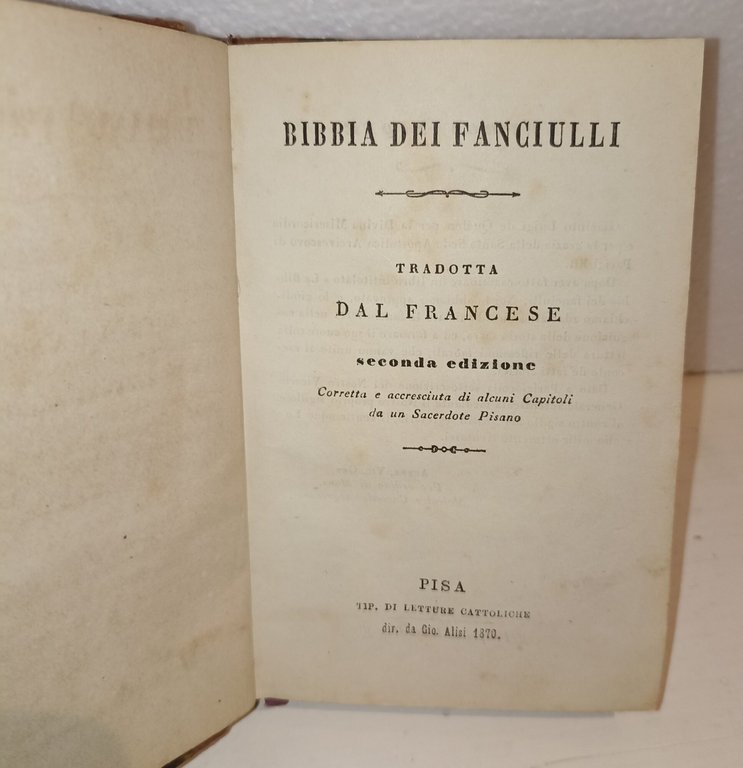 BIBBIA DEI FANCIULLI
TRADOTTA
DAL FRANCESE
seconda edizione
Corretta e accresciuta di alcuni Capitoli
da un Sacerdote Pisano
PISA
TIP. DI LETTURE CATTOLICHE
dir. da Gio. Alisi 1870.